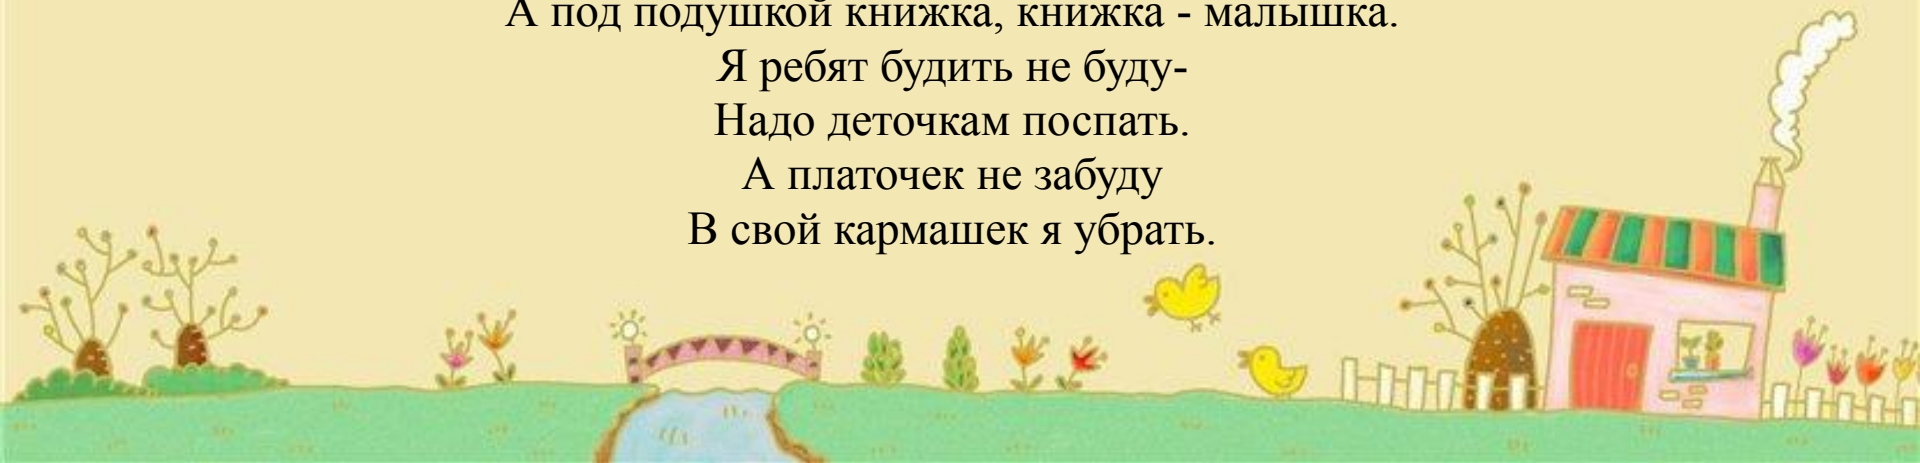 А под подушкой книжка, книжка - малышка.
Я ребят будить не буду-
Надо деточкам поспать.
А платочек не забуду
В свой кармашек я убрать.